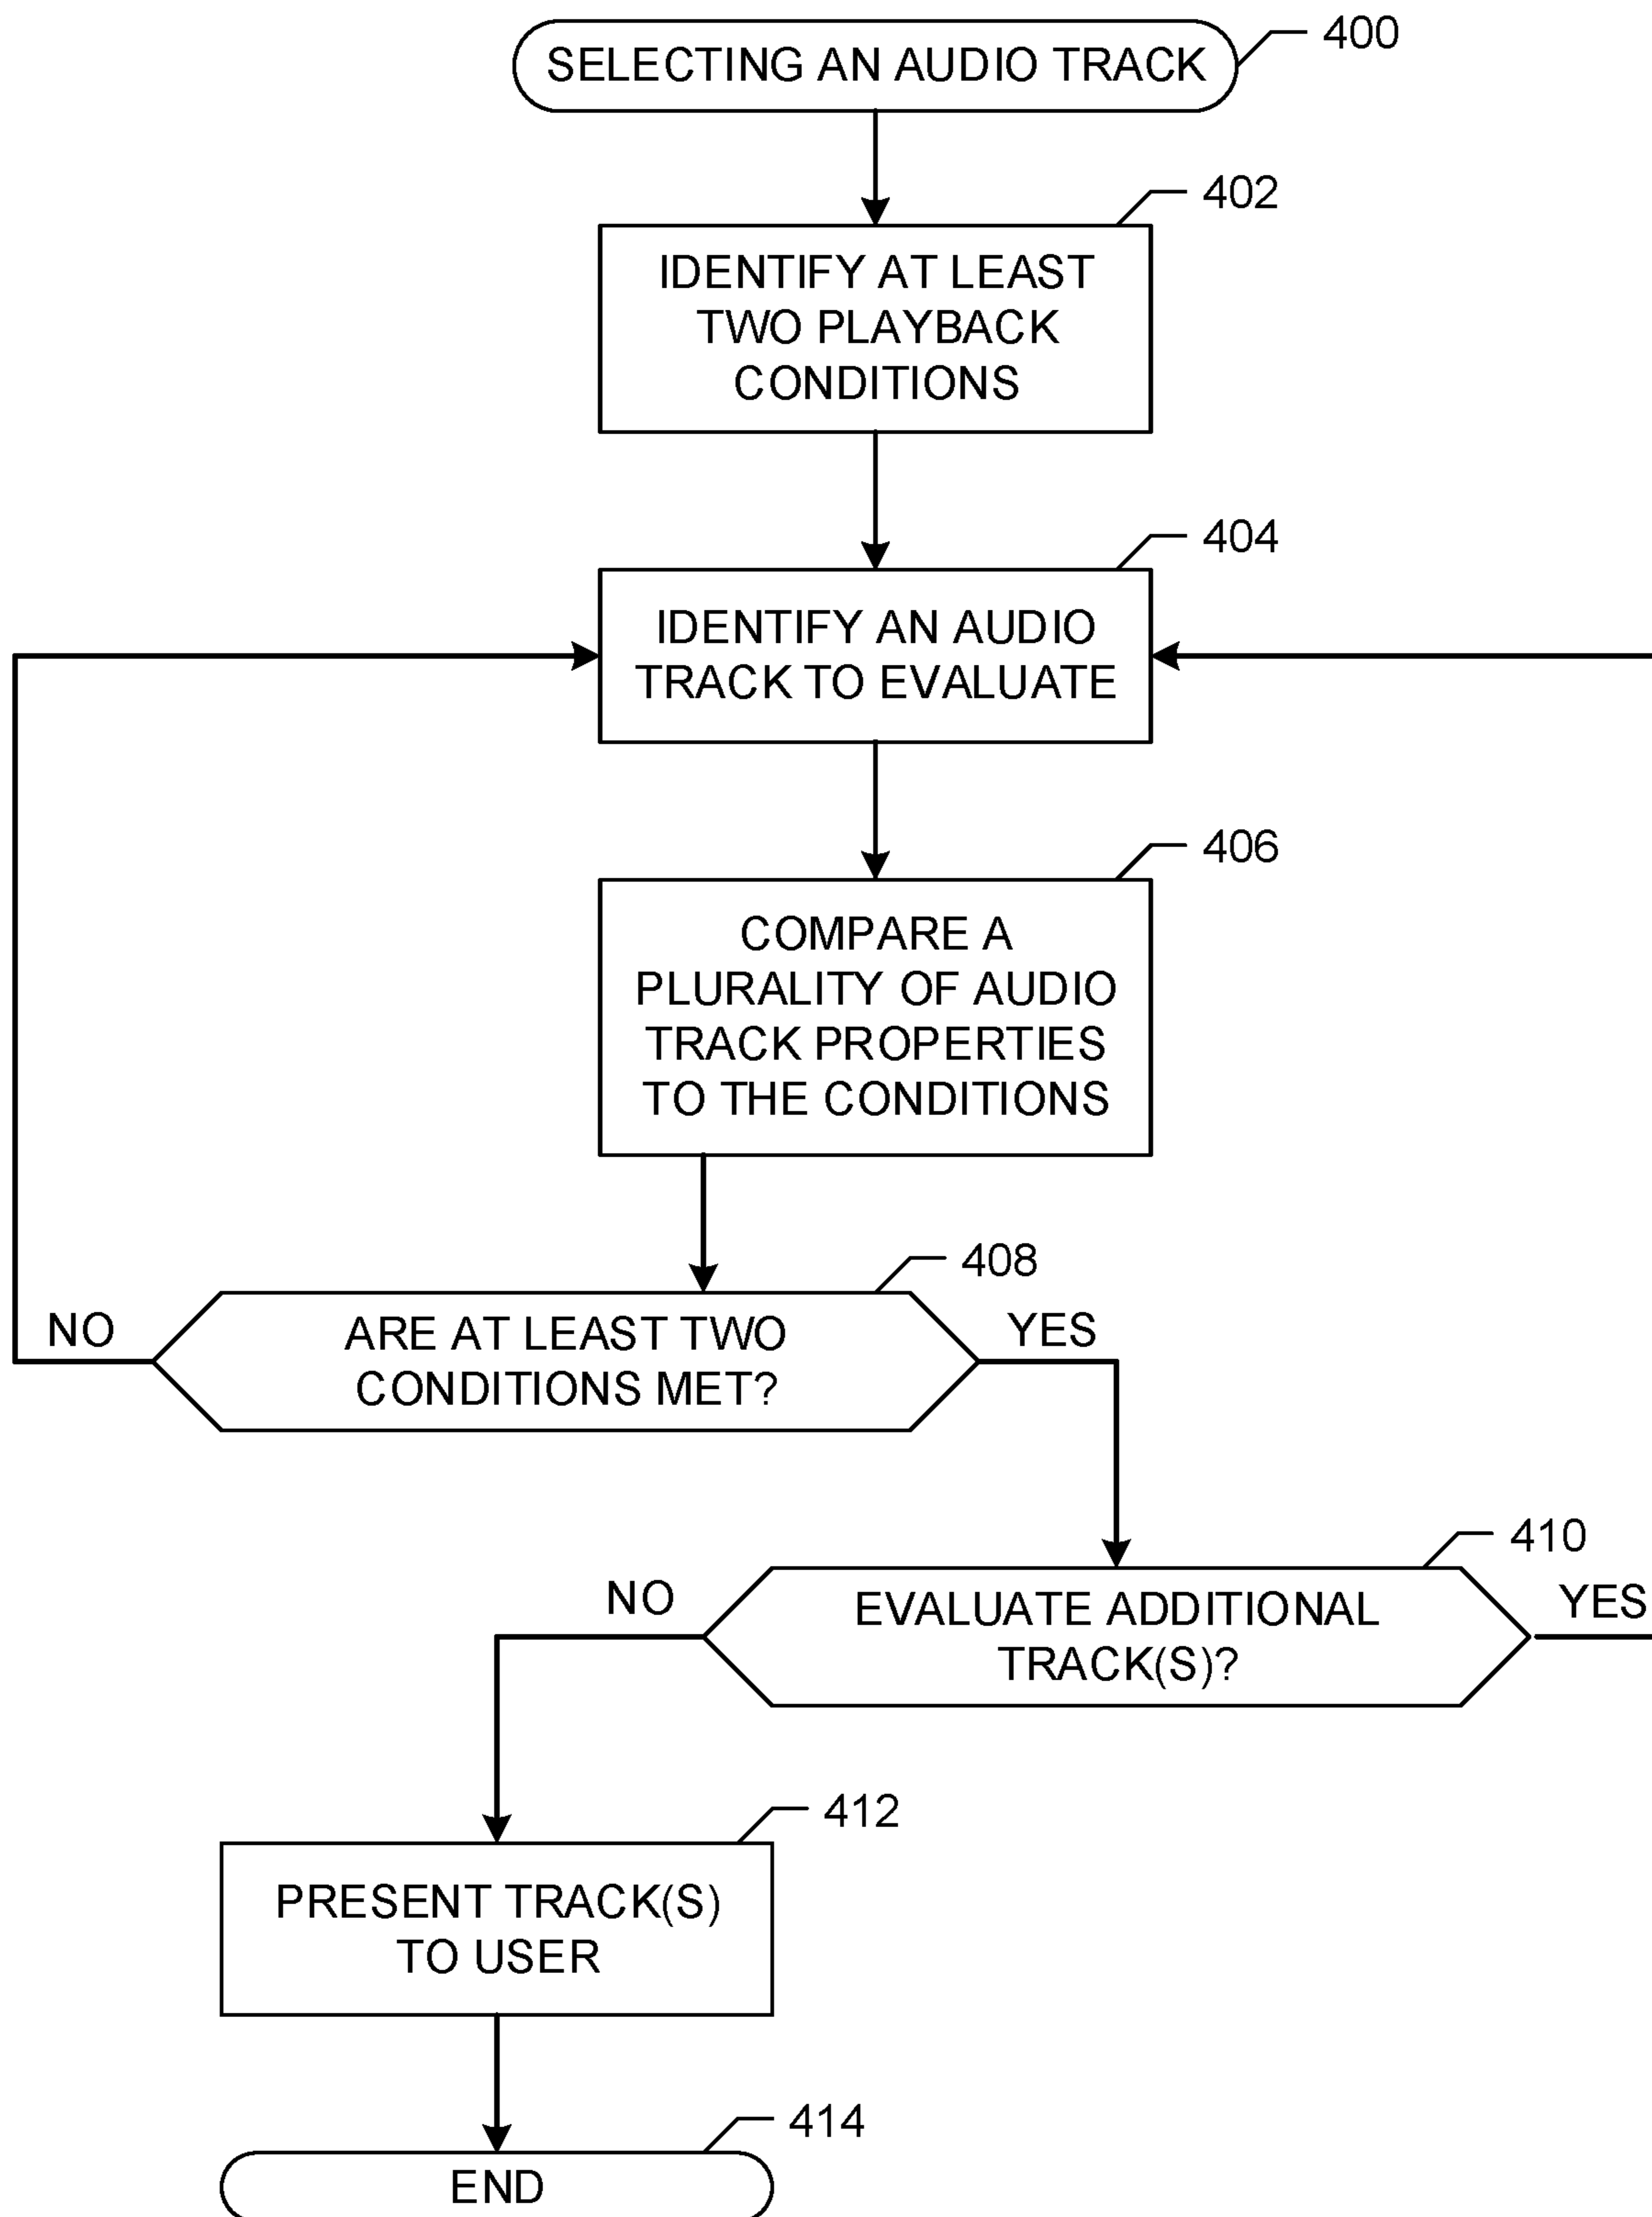 SELECTING AN AUDIO TRACK
400
402
IDENTIFY AT LEAST
TWO PLAYBACK
CONDITIONS
404
IDENTIFY AN AUDIO
TRACK TO EVALUATE
406
COMPARE A
PLURALITY OF AUDIO
TRACK PROPERTIES
TO THE CONDITIONS
408
NO
ARE AT LEAST TWO
CONDITIONS MET?
YES
410
NO
EVALUATE ADDITIONAL
TRACK(S)?
YES
412
PRESENT TRACK(S)
TO USER
414
END